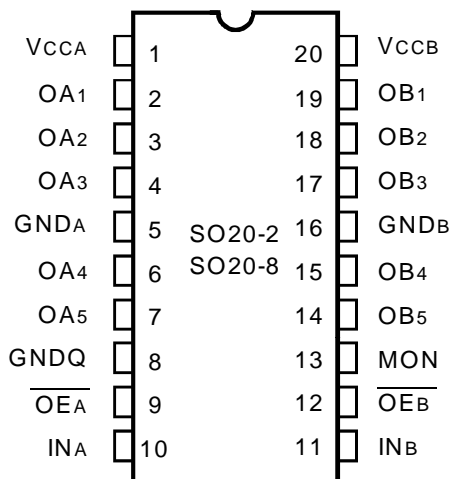 VCCA 1 20 VCCB
OA1 2 19 OB1
OA2 3 18 OB2
OA3 4 17 OB3
GNDA 5 SO20-2 16 GNDB
OA4 6 SO20-8 15 OB4
OA5 7 14 OB5
GNDQ 8 13 MON
OEA 9 12 OEB
INA 10 11 INB